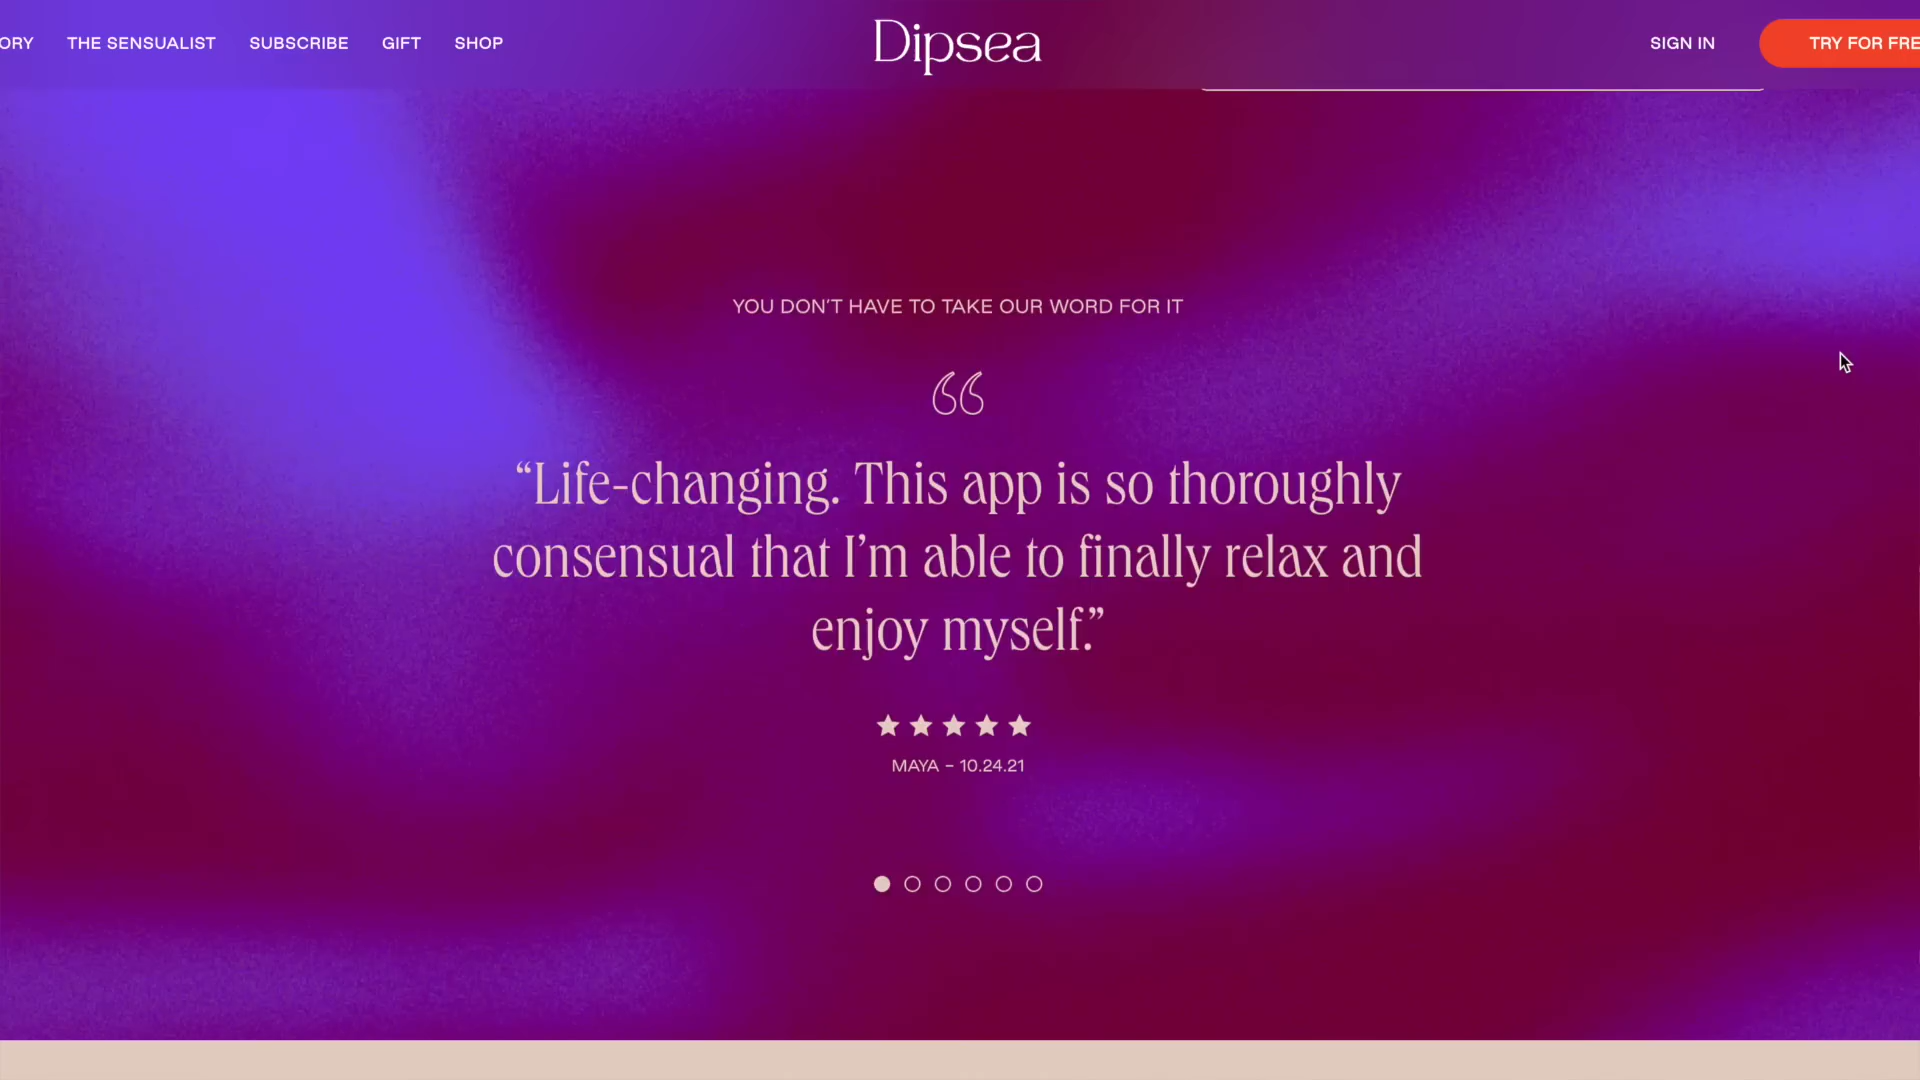 ORY THE SENSUALIST SUBSCRIBE GIFT SHOP Dipsea SIGN IN TRY FOR FRE
YOU DON'T HAVE TO TAKE OUR WORD FOR IT
“
“Life-changing. This app is so thoroughly
consensual that I’m able to finally relax and
enjoy myself.”
MAYA – 10.24.21